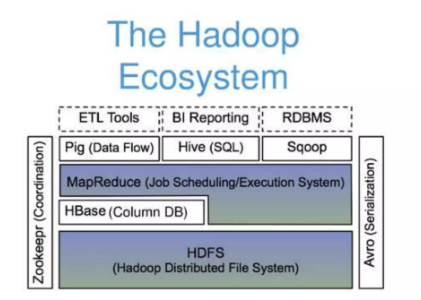 The Hadoop
Ecosystem
ETL Tools BI Reporting RDBMS
Pig (Data Flow) Hive (SQL) Sqoop
MapReduce (Job Scheduling/Execution System)
HBase (Column DB)
HDFS
(Hadoop Distributed File System)
Zookeepr (Coordination)
Avro (Serialization)